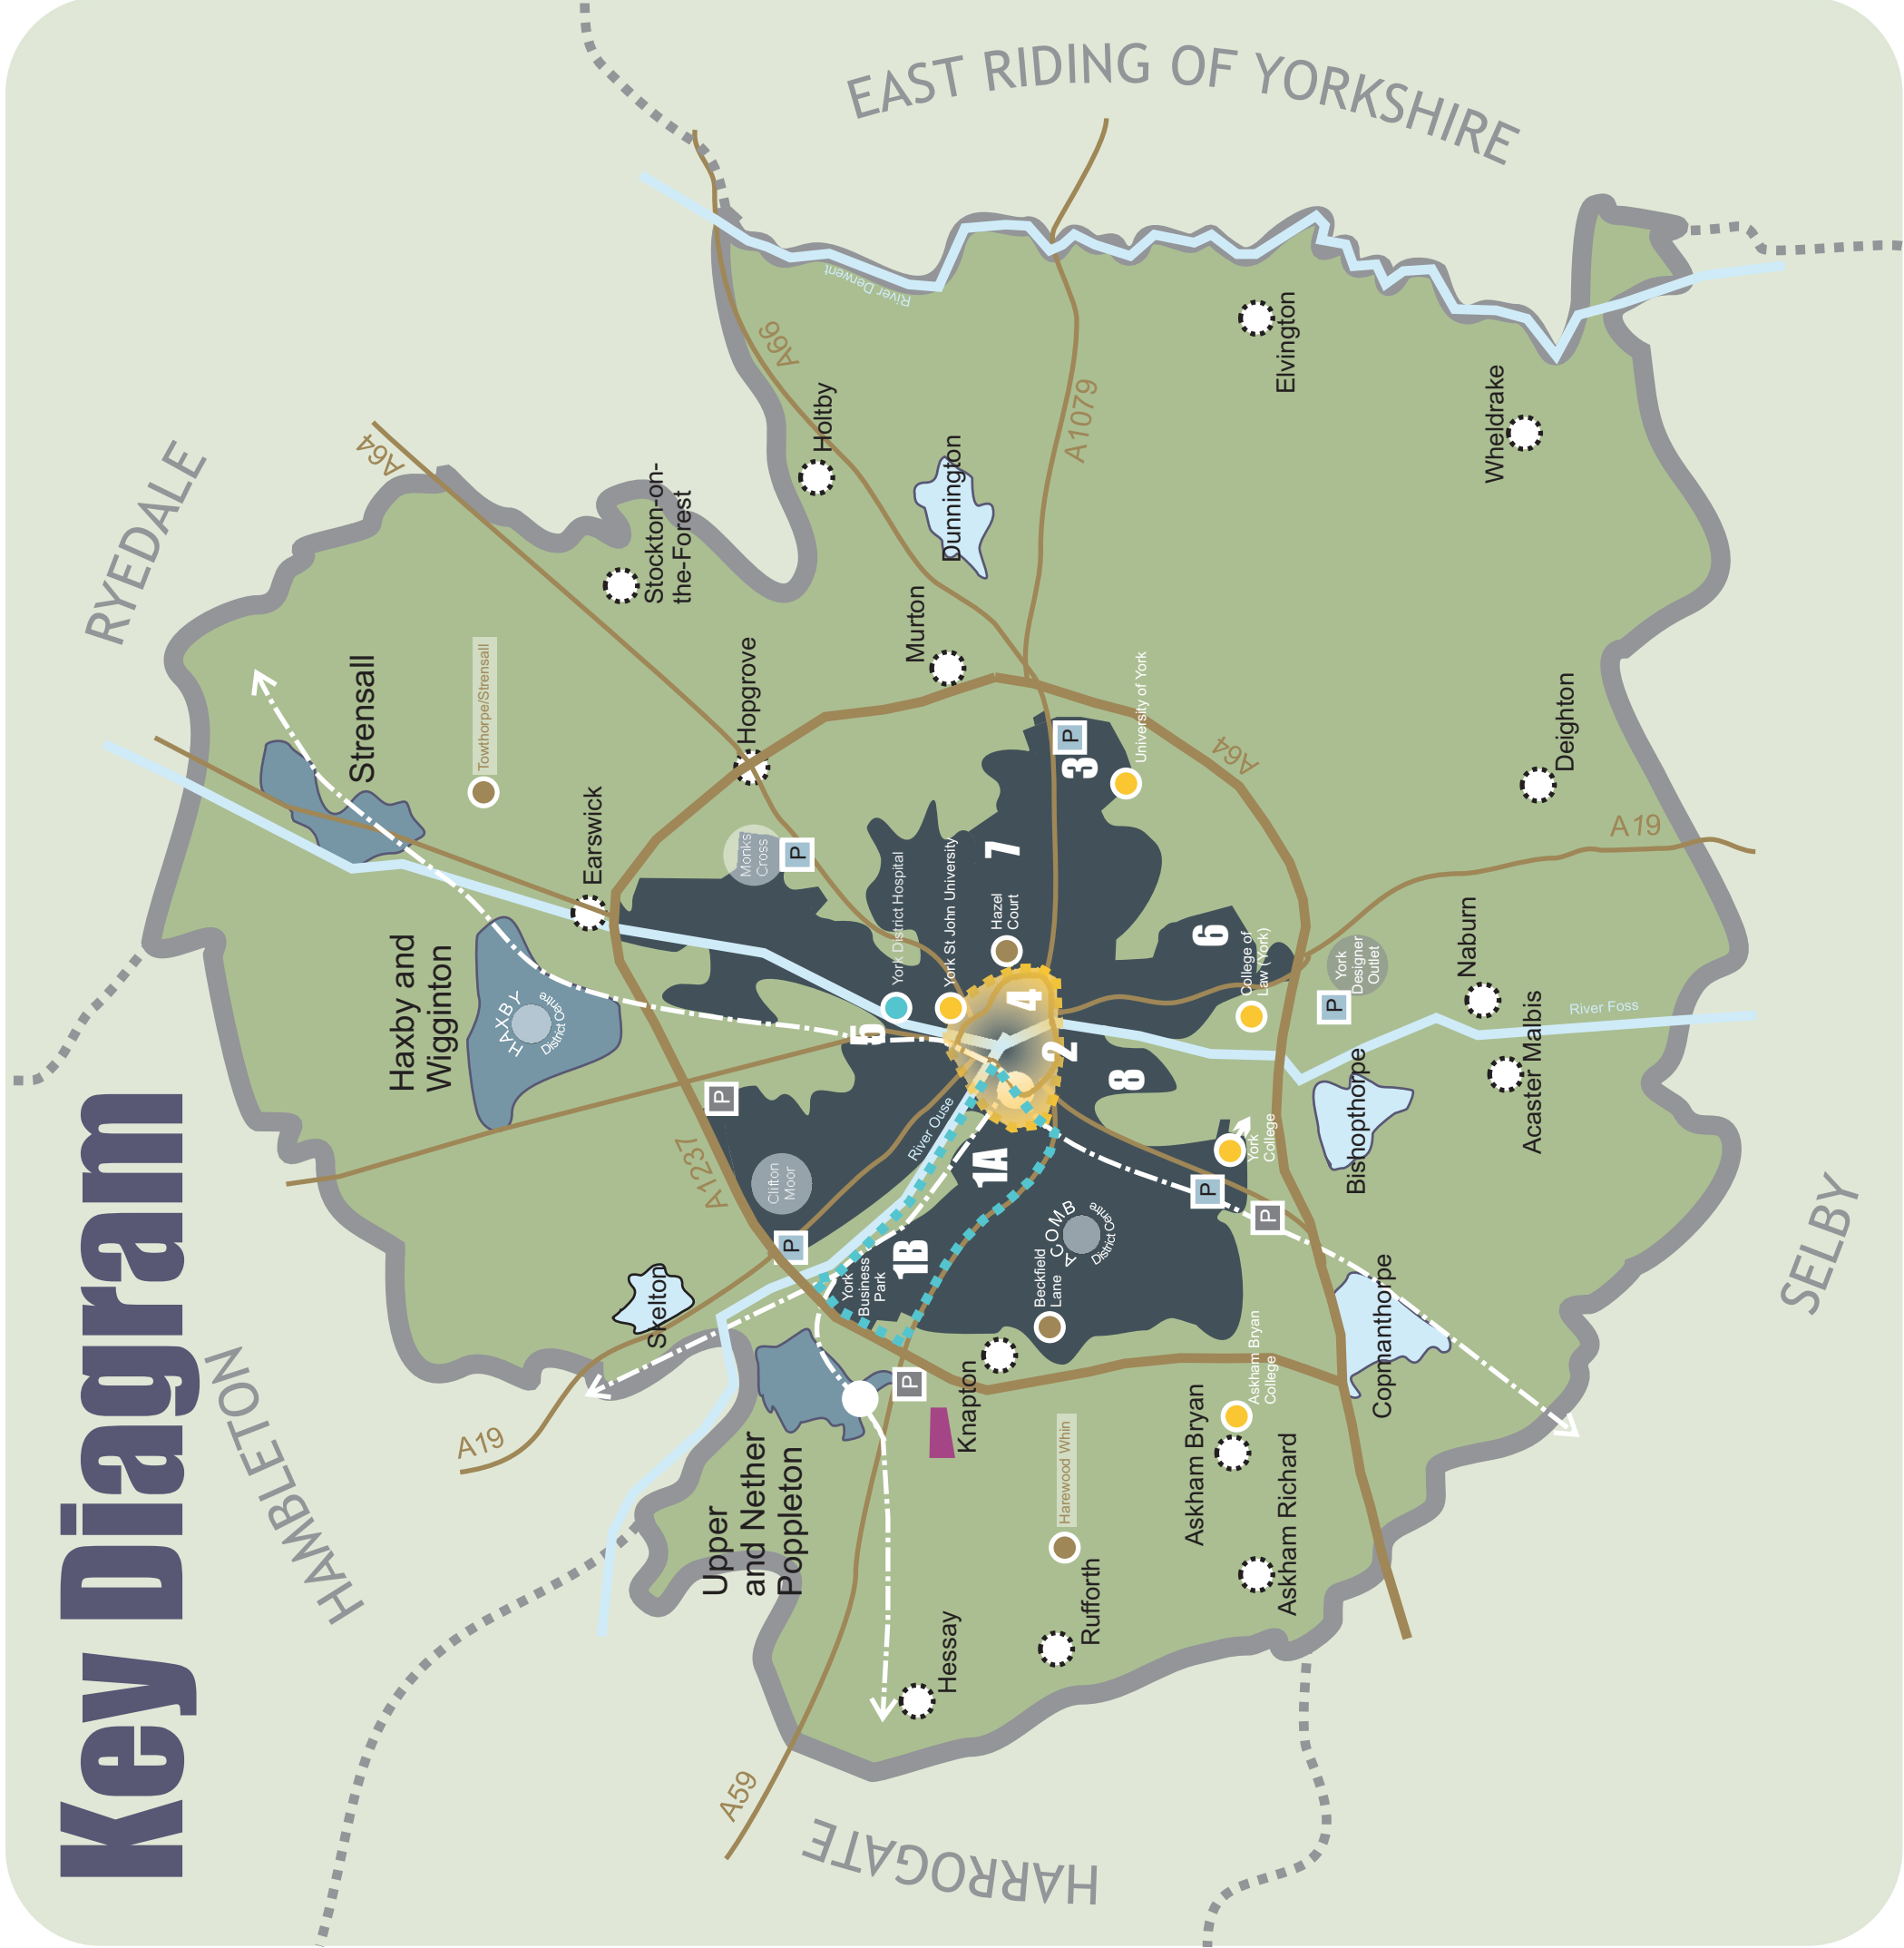 Key Diagram
HAMBLETON
RYEDALE
EAST RIDING OF YORKSHIRE
SELBY
HARROGATE
A64
A66
A1079
A64
A19
A1237
A19
A59
River Derwent
River Foss
River Ouse
Strensall
Towthorpe/Strensall
Haxby and
Wigginton
HAXBY
District Centre
Earswick
Stockton-on-
the-Forest
Holtby
Hopgrove
Murton
Dunnington
Elvington
Wheldrake
Deighton
Naburn
Acaster Malbis
Bishopthorpe
Copmanthorpe
Skelton
Upper
and Nether
Poppleton
Knapton
Hessay
Rufforth
Harewood Whin
Askham Bryan
Askham Richard
Askham Bryan
College
Monks
Cross
P
P
P
P
P
P
P
P
Clifton
Moor
York District Hospital
York St John University
Hazel
Court
University of York
College of
Law (York)
York
Designer
Outlet
York
College
York
Business
Park
Beckfield
Lane
ACOMB
District Centre
1A
1B
2
3
4
5
6
7
8